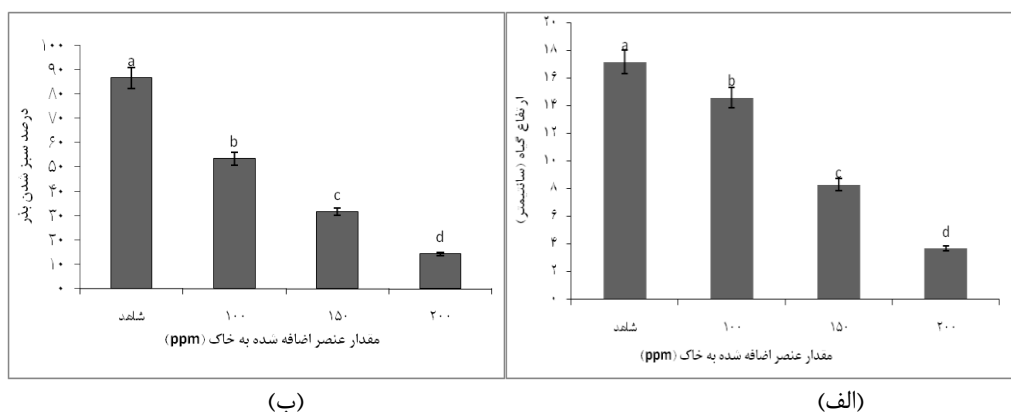 ارتفاع گیاه (سانتیمتر)
۱۸
۱۶
۱۴
۱۲
۱۰
۸
۶
۴
۲
۰
a
b
c
d
شاهد ۱۰۰ ۱۵۰ ۲۰۰
مقدار عنصر اضافه شده به خاک (ppm)
(الف)
درصد سبز شدن بذر
۱۰۰
۹۰
۸۰
۷۰
۶۰
۵۰
۴۰
۳۰
۲۰
۱۰
۰
a
b
c
d
شاهد ۱۰۰ ۱۵۰ ۲۰۰
مقدار عنصر اضافه شده به خاک (ppm)
(ب)